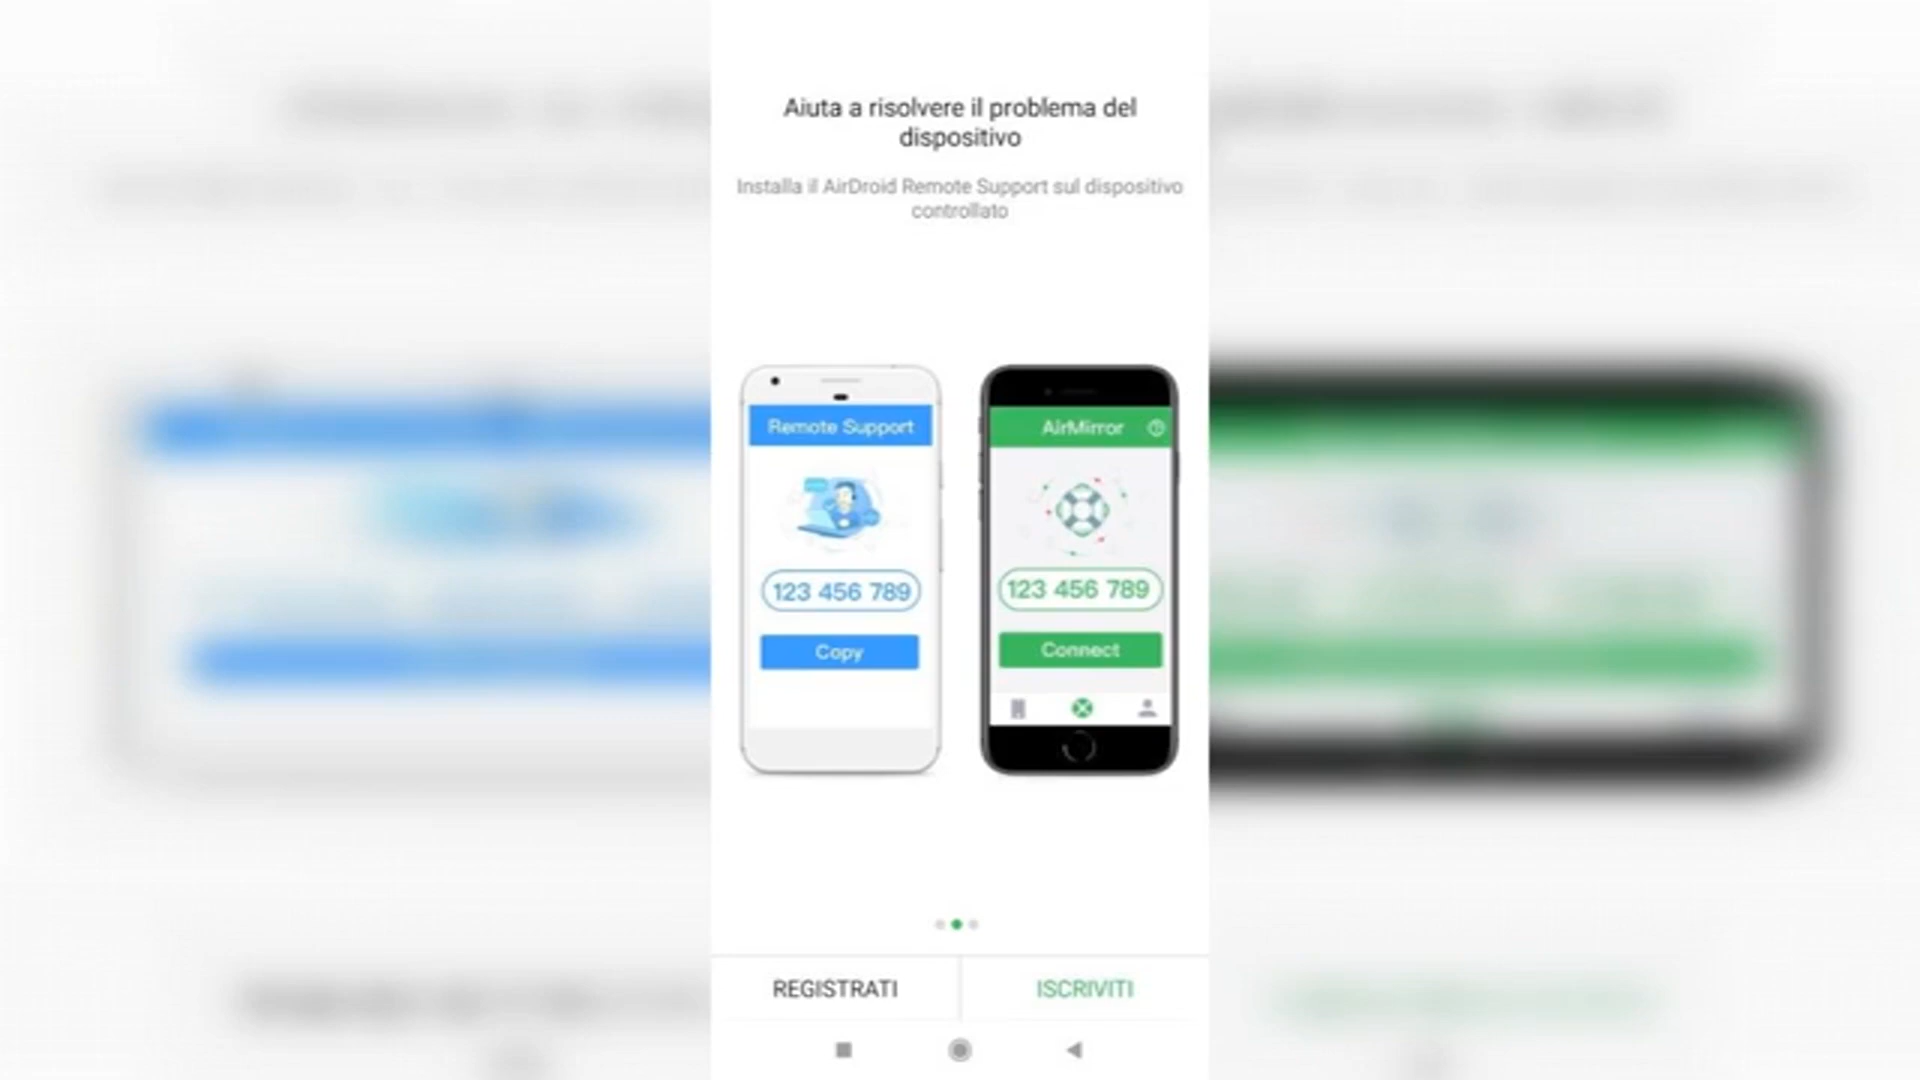 Aiuta a risolvere il problema del
dispositivo
Installa il AirDroid Remote Support sul dispositivo
controllato
Remote Support
123 456 789
Copy
AirMirror
123 456 789
Connect
REGISTRATI
ISCRIVITI